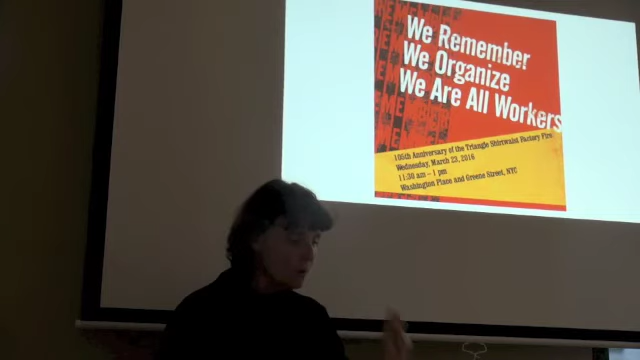 We Remember
We Organize
We Are All Workers
105th Anniversary of the Triangle Shirtwaist Factory Fire
Wednesday, March 23, 2016
11:30 am – 1 pm
Washington Place and Greene Street, NYC